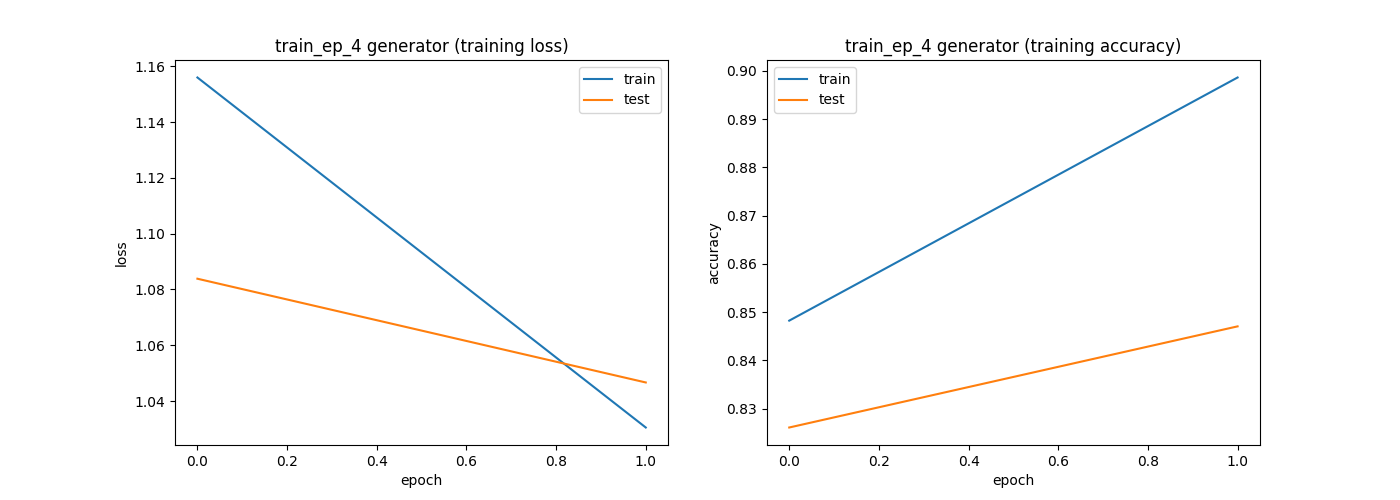 train_ep_4 generator (training loss)
1.16
1.14
1.12
1.10
1.08
1.06
1.04
loss
train
test
0.0 0.2 0.4 0.6 0.8 1.0
epoch
train_ep_4 generator (training accuracy)
0.90
0.89
0.88
0.87
0.86
0.85
0.84
0.83
accuracy
train
test
0.0 0.2 0.4 0.6 0.8 1.0
epoch